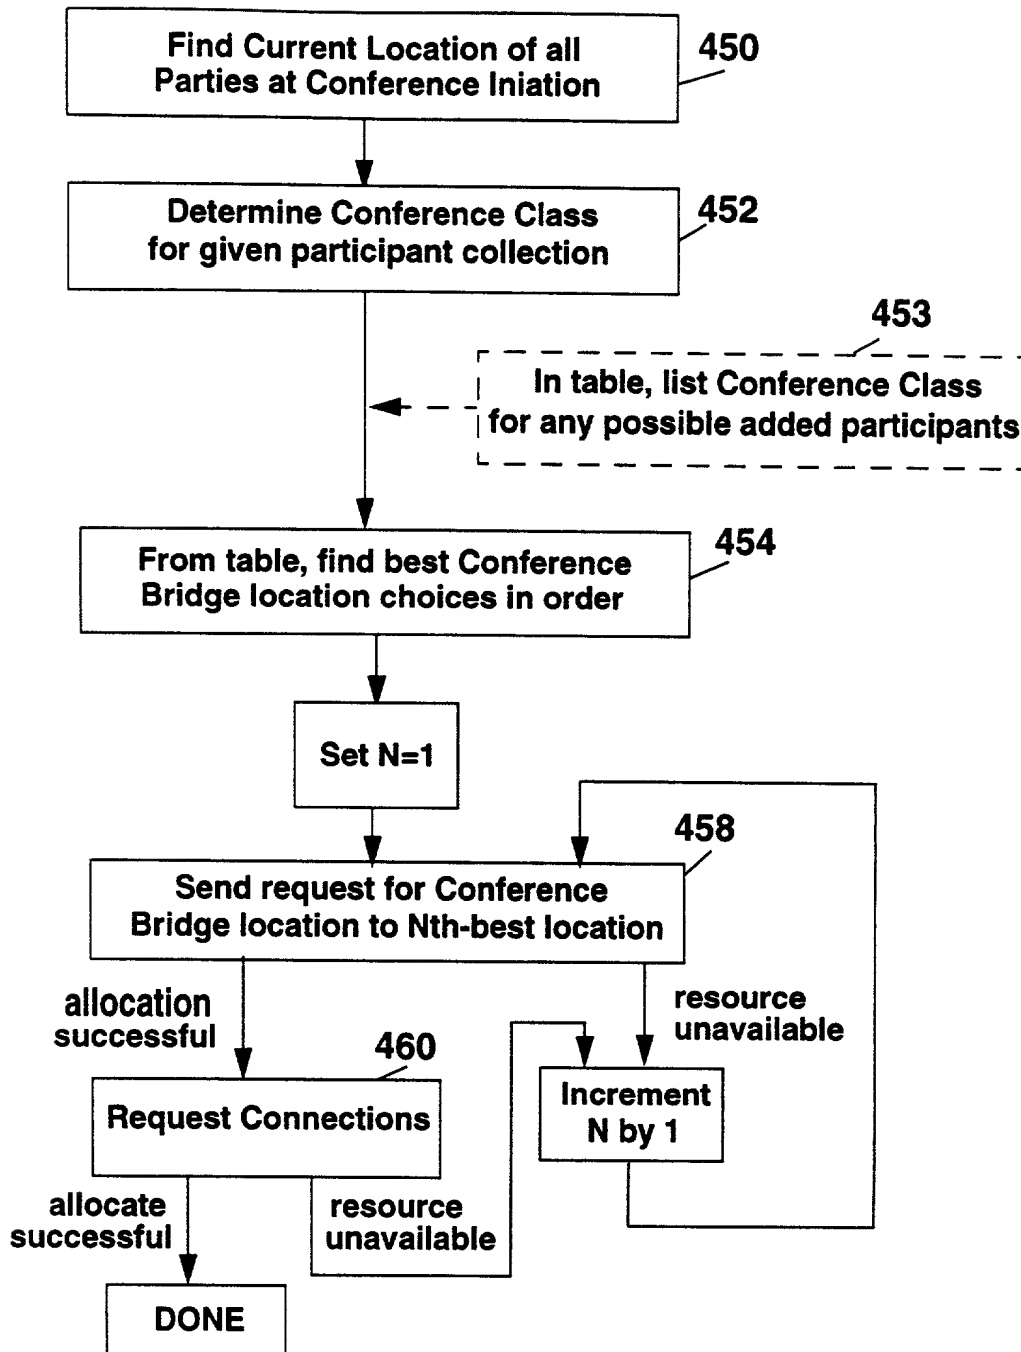 Find Current Location of all
Parties at Conference Iniation
450
Determine Conference Class
for given participant collection
452
453
In table, list Conference Class
for any possible added participants
From table, find best Conference
Bridge location choices in order
454
Set N=1
458
Send request for Conference
Bridge location to Nth-best location
allocation
successful
resource
unavailable
460
Request Connections
Increment
N by 1
allocate
successful
resource
unavailable
DONE